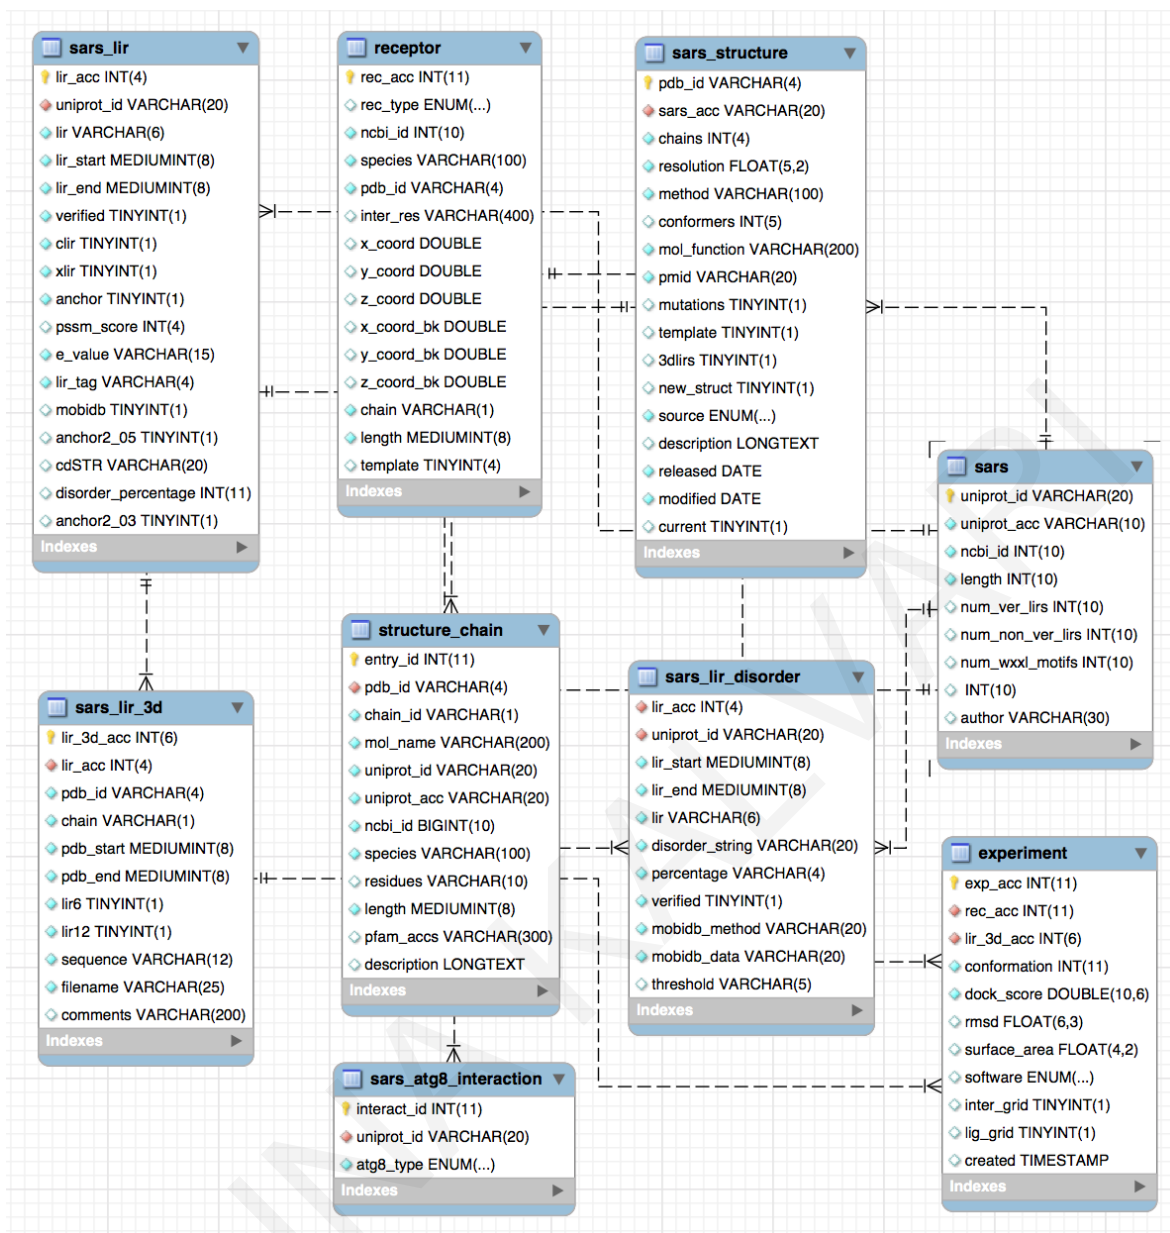 sars_lir
lir_acc INT(4)
uniprot_id VARCHAR(20)
lir VARCHAR(6)
lir_start MEDIUMINT(8)
lir_end MEDIUMINT(8)
verified TINYINT(1)
clir TINYINT(1)
xlir TINYINT(1)
anchor TINYINT(1)
pssm_score INT(4)
e_value VARCHAR(15)
lir_tag VARCHAR(4)
mobidb TINYINT(1)
anchor2_05 TINYINT(1)
cdSTR VARCHAR(20)
disorder_percentage INT(11)
anchor2_03 TINYINT(1)
Indexes
receptor
rec_acc INT(11)
rec_type ENUM(...)
ncbi_id INT(10)
species VARCHAR(100)
pdb_id VARCHAR(4)
inter_res VARCHAR(400)
x_coord DOUBLE
y_coord DOUBLE
z_coord DOUBLE
x_coord_bk DOUBLE
y_coord_bk DOUBLE
z_coord_bk DOUBLE
chain VARCHAR(1)
length MEDIUMINT(8)
template TINYINT(4)
Indexes
sars_structure
pdb_id VARCHAR(4)
sars_acc VARCHAR(20)
chains INT(4)
resolution FLOAT(5,2)
method VARCHAR(100)
conformers INT(5)
mol_function VARCHAR(200)
pmid VARCHAR(20)
mutations TINYINT(1)
template TINYINT(1)
3dlirs TINYINT(1)
new_struct TINYINT(1)
source ENUM(...)
description LONGTEXT
released DATE
modified DATE
current TINYINT(1)
Indexes
sars
uniprot_id VARCHAR(20)
uniprot_acc VARCHAR(10)
ncbi_id INT(10)
length INT(10)
num_ver_lirs INT(10)
num_non_ver_lirs INT(10)
num_wxxl_motifs INT(10)
INT(10)
author VARCHAR(30)
Indexes
sars_lir_3d
lir_3d_acc INT(6)
lir_acc INT(4)
pdb_id VARCHAR(4)
chain VARCHAR(1)
pdb_start MEDIUMINT(8)
pdb_end MEDIUMINT(8)
lir6 TINYINT(1)
lir12 TINYINT(1)
sequence VARCHAR(12)
filename VARCHAR(25)
comments VARCHAR(200)
Indexes
structure_chain
entry_id INT(11)
pdb_id VARCHAR(4)
chain_id VARCHAR(1)
mol_name VARCHAR(200)
uniprot_id VARCHAR(20)
uniprot_acc VARCHAR(20)
ncbi_id BIGINT(10)
species VARCHAR(100)
residues VARCHAR(10)
length MEDIUMINT(8)
pfam_accs VARCHAR(300)
description LONGTEXT
Indexes
sars_lir_disorder
lir_acc INT(4)
uniprot_id VARCHAR(20)
lir_start MEDIUMINT(8)
lir_end MEDIUMINT(8)
lir VARCHAR(6)
disorder_string VARCHAR(20)
percentage VARCHAR(4)
verified TINYINT(1)
mobidb_method VARCHAR(20)
mobidb_data VARCHAR(20)
threshold VARCHAR(5)
Indexes
experiment
exp_acc INT(11)
rec_acc INT(11)
lir_3d_acc INT(6)
conformation INT(11)
dock_score DOUBLE(10,6)
rmsd FLOAT(6,3)
surface_area FLOAT(4,2)
software ENUM(...)
inter_grid TINYINT(1)
lig_grid TINYINT(1)
created TIMESTAMP
Indexes
sars_atg8_interaction
interact_id INT(11)
uniprot_id VARCHAR(20)
atg8_type ENUM(...)
Indexes